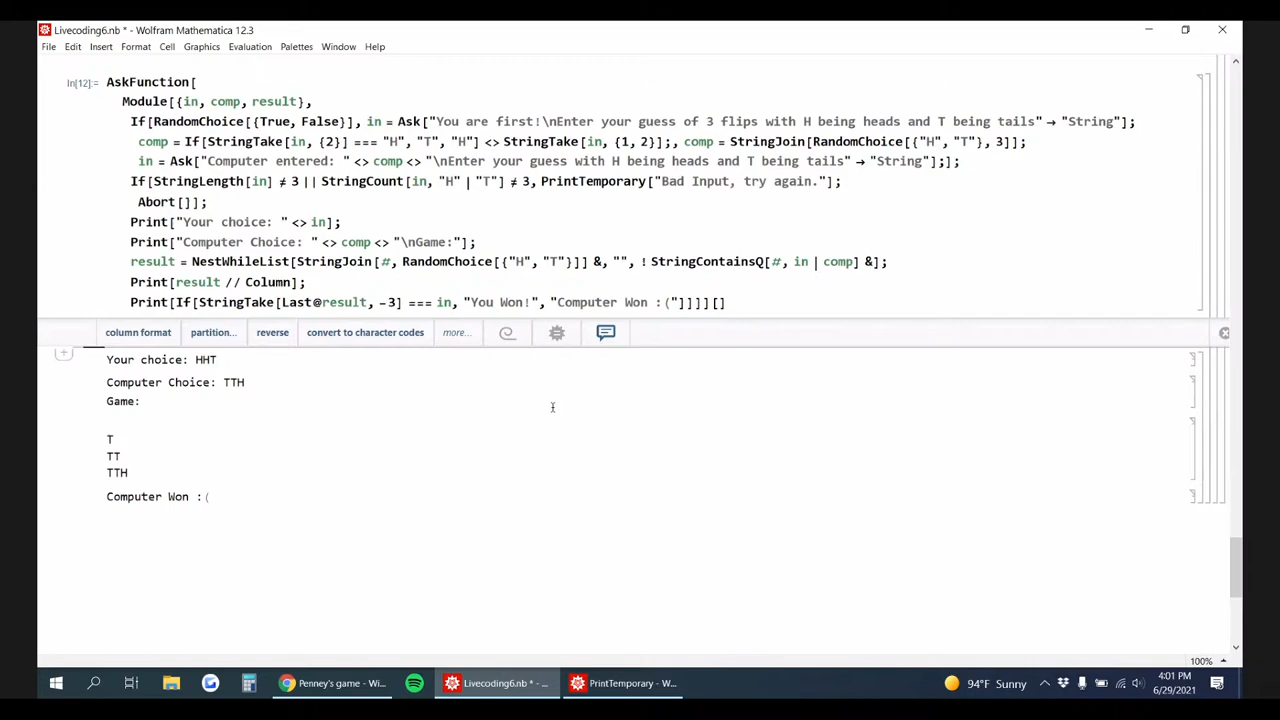 Livecoding6.nb * - Wolfram Mathematica 12.3
File Edit Insert Format Cell Graphics Evaluation Palettes Window Help
In[12]:= AskFunction[
Module[{in, comp, result},
If[RandomChoice[{True, False}], in = Ask["You are first!\nEnter your guess of 3 flips with H being heads and T being tails" → "String"];
comp = If[StringTake[in, {2}] === "H", "T", "H"] <> StringTake[in, {1, 2}];, comp = StringJoin[RandomChoice[{"H", "T"}, 3]];
in = Ask["Computer entered: " <> comp <> "\nEnter your guess with H being heads and T being tails" → "String"];];
If[StringLength[in] ≠ 3 || StringCount[in, "H" | "T"] ≠ 3, PrintTemporary["Bad Input, try again."];
Abort[]];
Print["Your choice: " <> in];
Print["Computer Choice: " <> comp <> "\nGame:"];
result = NestWhileList[StringJoin[#, RandomChoice[{"H", "T"}]] &, "", ! StringContainsQ[#, in | comp] &];
Print[result // Column];
Print[If[StringTake[Last@result, -3] === in, "You Won!", "Computer Won :("]]]][]
column format partition... reverse convert to character codes more...
Your choice: HHT
Computer Choice: TTH
Game:
T
TT
TTH
Computer Won :(
100%
Penney's game - Wi... Livecoding6.nb * - ... PrintTemporary - W... 94°F Sunny 4:01 PM
6/29/2021